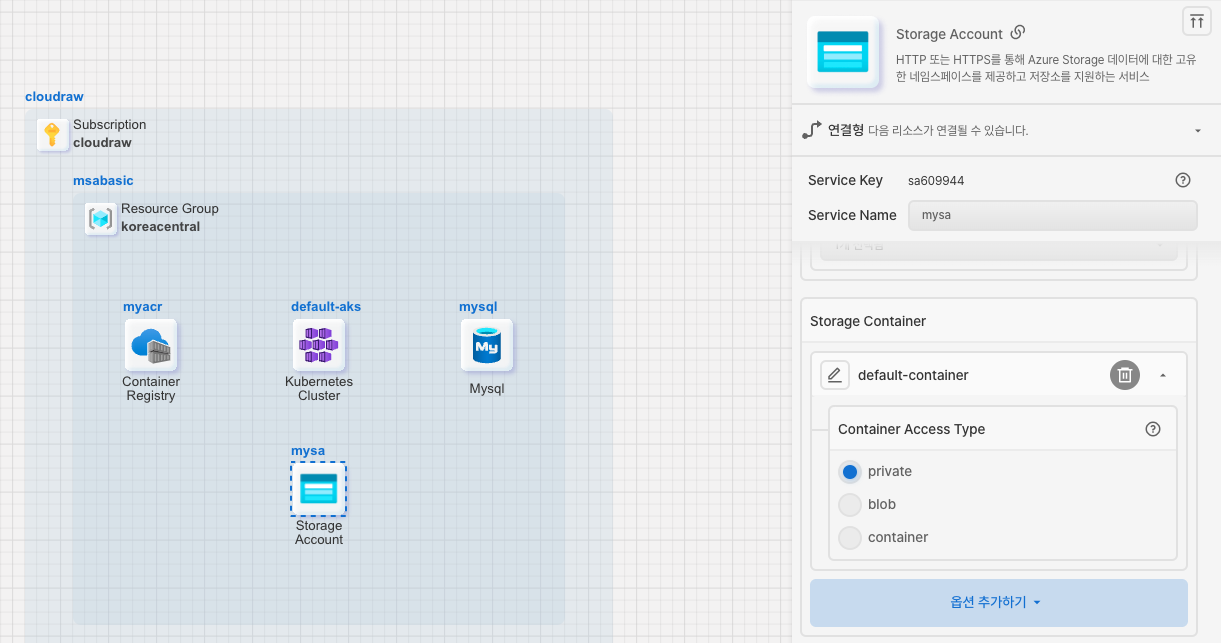 cloudraw
Subscription
cloudraw
msabasic
Resource Group
koreacentral
myacr
Container
Registry
default-aks
Kubernetes
Cluster
mysql
My
Mysql
mysa
Storage
Account
Storage Account
HTTP 또는 HTTPS를 통해 Azure Storage 데이터에 대한 고유
한 네임스페이스를 제공하고 저장소를 지원하는 서비스
연결형 다음 리소스가 연결될 수 있습니다.
Service Key sa609944
Service Name mysa
Storage Container
default-container
Container Access Type
private
blob
container
옵션 추가하기